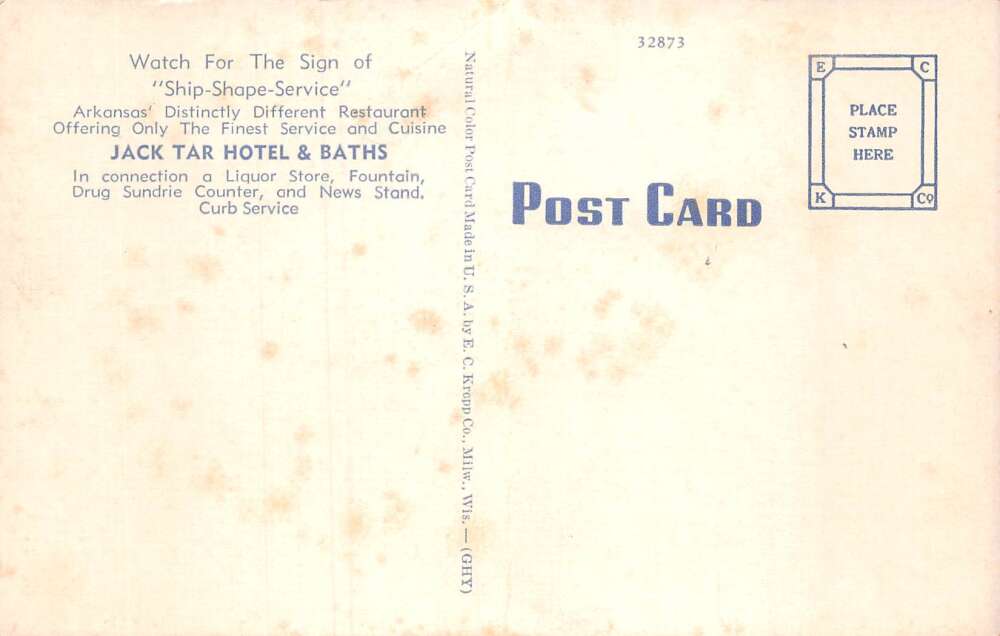 Watch For The Sign of
"Ship-Shape-Service"
Arkansas' Distinctly Different Restaurant
Offering Only The Finest Service and Cuisine
JACK TAR HOTEL & BATHS
In connection a Liquor Store, Fountain,
Drug Sundrie Counter, and News Stand.
Curb Service
Natural Color Post Card Made in U. S. A. by E. C. Kropp Co., Milw., Wis. — (GHY)
32873
POST CARD
E C
PLACE
STAMP
HERE
K Co